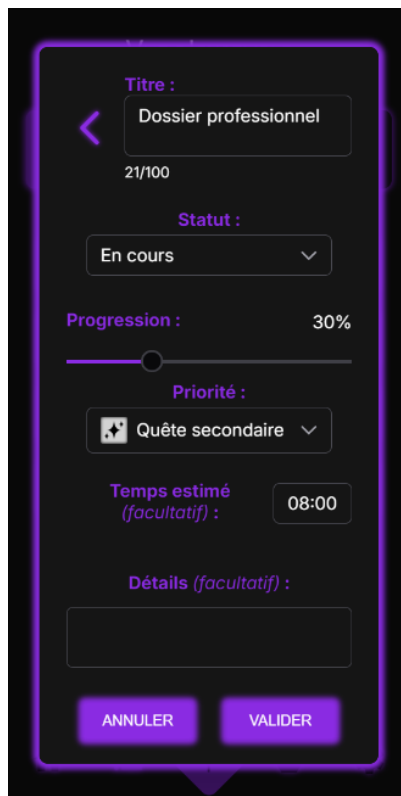 Titre :
Dossier professionnel
21/100
Statut :
En cours
Progression : 30%
Priorité :
Quête secondaire
Temps estimé
(facultatif) :
08:00
Détails (facultatif) :
ANNULER VALIDER